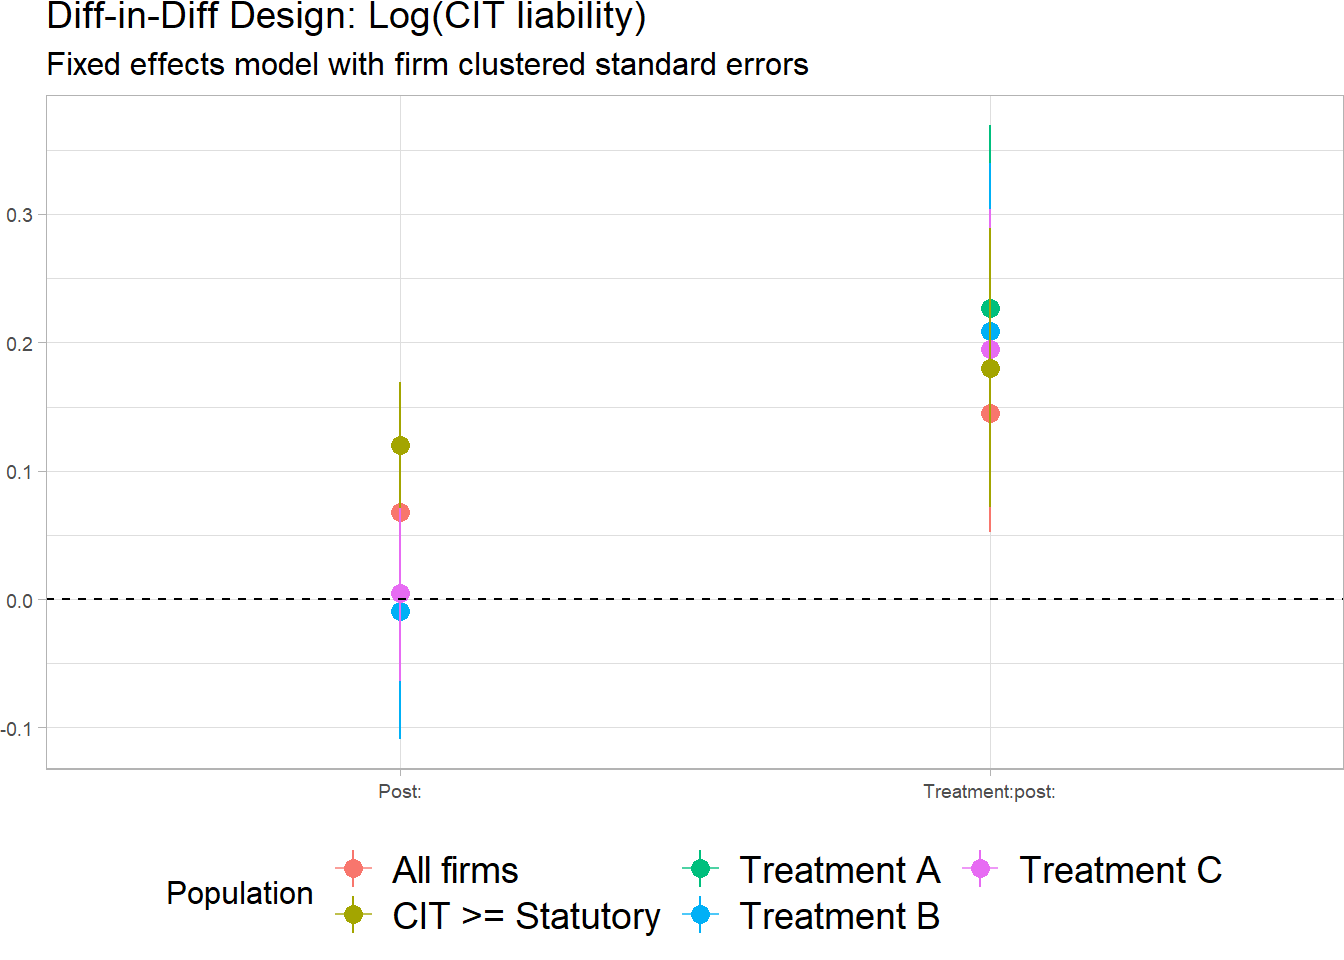 Diff-in-Diff Design: Log(CIT liability)
Fixed effects model with firm clustered standard errors
0.3
0.2
0.1
0.0
-0.1
Post:
Treatment:post:
Population
All firms
CIT >= Statutory
Treatment A
Treatment B
Treatment C